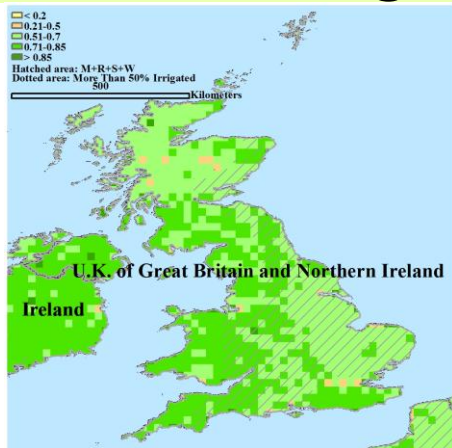 < 0.2
0.21-0.5
0.51-0.7
0.71-0.85
> 0.85
Hatched area: M+R+S+W
Dotted area: More Than 50% Irrigated
500
Kilometers
U.K. of Great Britain and Northern Ireland
Ireland